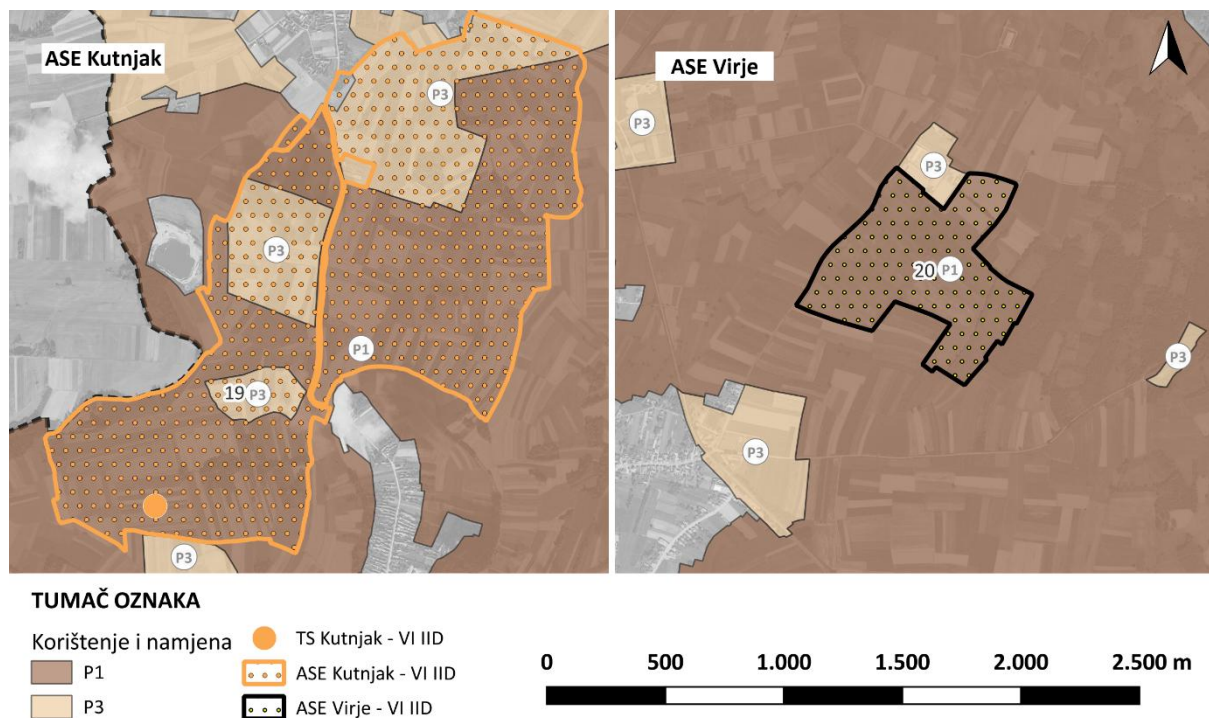 ASE Kutnjak
P3
P3
P1
19 P3
P3
ASE Virje
P3
P3
20 P1
P3
P3
TUMAČ OZNAKA
Korištenje i namjena
P1
P3
TS Kutnjak - VI IID
ASE Kutnjak - VI IID
ASE Virje - VI IID
0 500 1.000 1.500 2.000 2.500 m